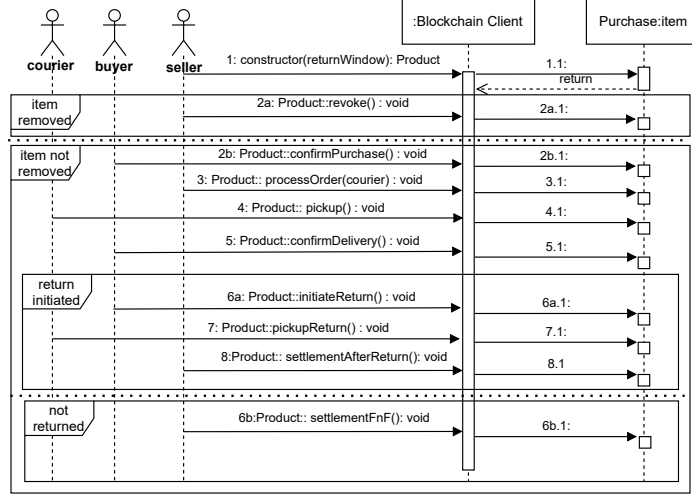 :Blockchain Client
Purchase:item
courier
buyer
seller
1: constructor(returnWindow): Product
1.1:
return
item
removed
2a: Product::revoke() : void
2a.1:
item not
removed
2b: Product::confirmPurchase() : void
2b.1:
3: Product:: processOrder(courier) : void
3.1:
4: Product:: pickup() : void
4.1:
5: Product::confirmDelivery() : void
5.1:
return
initiated
6a: Product::initiateReturn() : void
6a.1:
7: Product::pickupReturn() : void
7.1:
8:Product:: settlementAfterReturn(): void
8.1
not
returned
6b:Product:: settlementFnF(): void
6b.1: